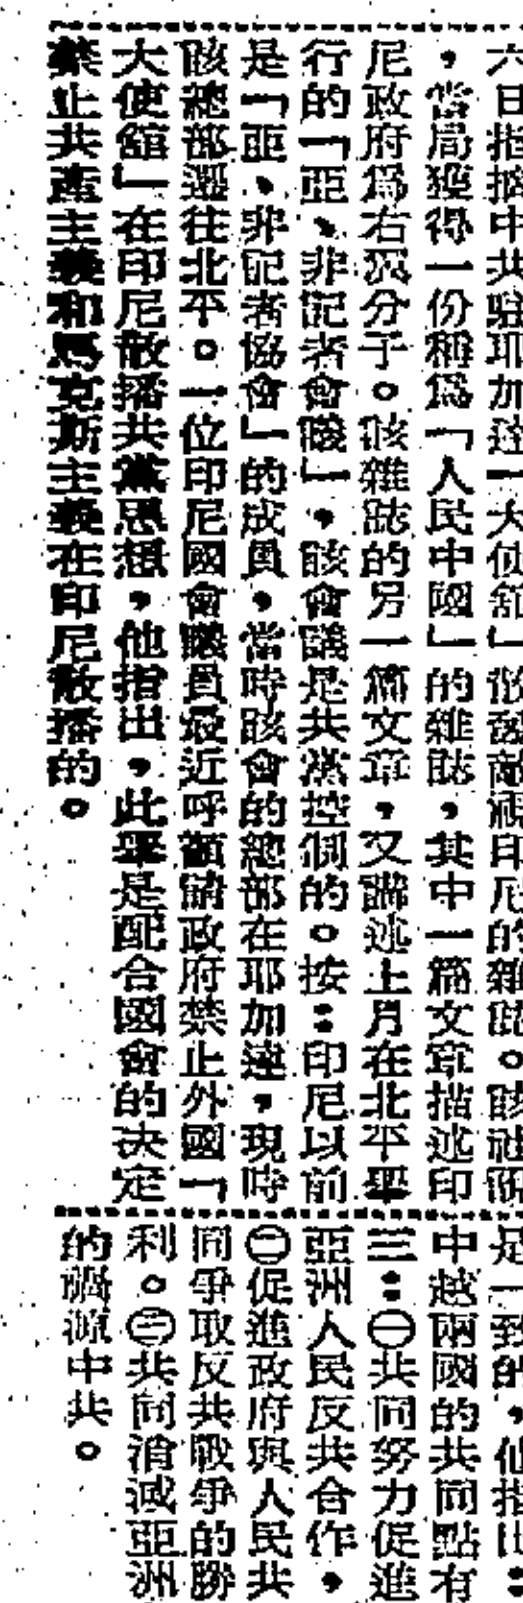 六日指摘中共駐耶加達「大使舘」散發敵視印尼的雜誌。該社
，當局獲得一份稱爲「人民中國」的雜誌，其中一篇文章描述印
尼政府爲右派分子。該雜誌的另一篇文章，又講述上月在北平舉
行的「亞、非記者會議」，該會議是共黨控制的。按：印尼以前
是「亞、非記者協會」的成員，當時該會的總部在耶加達，現時
該總部遷往北平。一位印尼國會議員最近呼籲請政府禁止外國「
大使舘」在印尼散播共黨思想，他指出，此舉是配合國會的决定
禁止共產主義和馬克斯主義在印尼散播的。
是一致的，他指出：
中越兩國的共同點有
三：㊀共同努力促進
亞洲人民反共合作，
㊁促進政府與人民共
同爭取反共戰爭的勝
利。㊂共同消滅亞洲
的禍源中共。